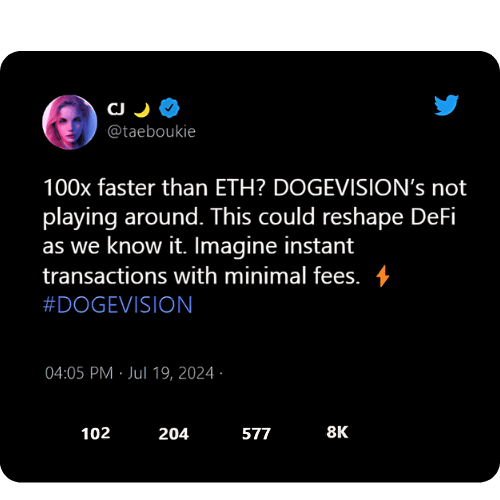 CJ
@taeboukie
100x faster than ETH? DOGEVISION’s not
playing around. This could reshape DeFi
as we know it. Imagine instant
transactions with minimal fees.
#DOGEVISION
04:05 PM · Jul 19, 2024 ·
102 204 577 8K